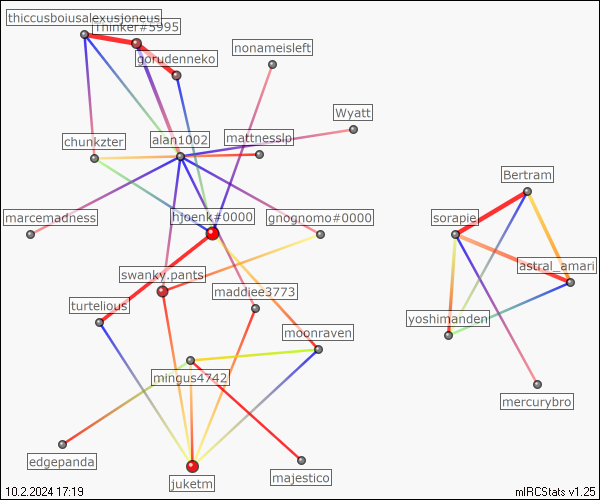 thiccusboiusalexusjoneus
Thinker#5995
gorudenneko
nonameisleft
Wyatt
chunkzter
alan1002
mattnesslp
Bertram
marcemadness
hjoenk#0000
gnognomo#0000
sorapie
swanky.pants
astral_amari
maddiee3773
turtelious
yoshimanden
moonraven
mingus4742
mercurybro
edgepanda
majestico
juketm
10.2.2024 17:19
mIRCStats v1.25